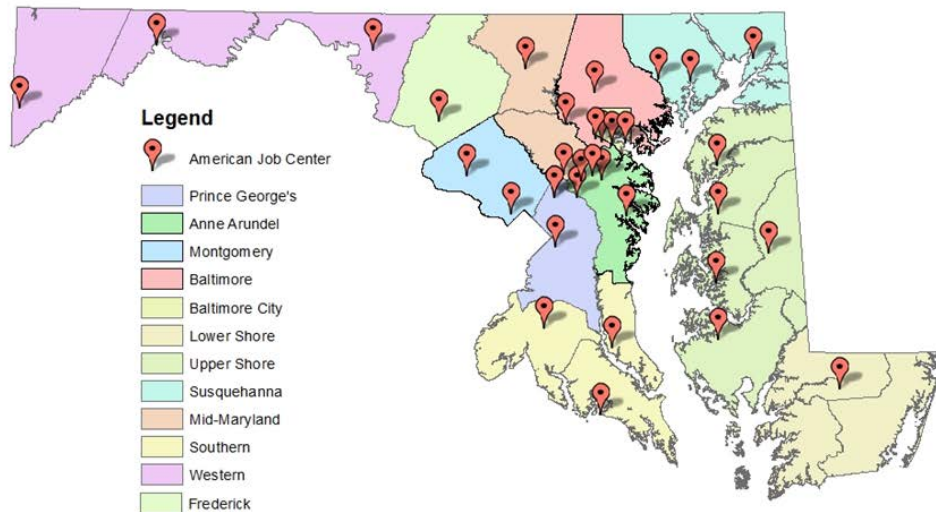 Legend
American Job Center
Prince George's
Anne Arundel
Montgomery
Baltimore
Baltimore City
Lower Shore
Upper Shore
Susquehanna
Mid-Maryland
Southern
Western
Frederick